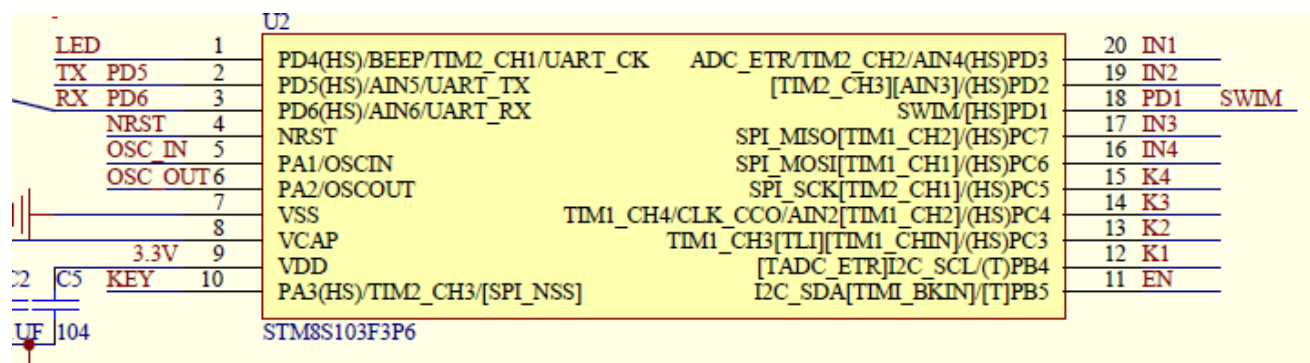 U2
LED 1 PD4(HS)/BEEP/TIM2_CH1/UART_CK ADC_ETR/TIM2_CH2/AIN4(HS)PD3 20 IN1
TX PD5 2 PD5(HS)/AIN5/UART_TX [TIM2_CH3][AIN3]/(HS)PD2 19 IN2
RX PD6 3 PD6(HS)/AIN6/UART_RX SWIM/[HS]PD1 18 PD1 SWIM
NRST 4 NRST SPI_MISO[TIM1_CH2]/(HS)PC7 17 IN3
OSC_IN 5 PA1/OSCIN SPI_MOSI[TIM1_CH1]/(HS)PC6 16 IN4
OSC_OUT 6 PA2/OSCOUT SPI_SCK[TIM2_CH1]/(HS)PC5 15 K4
7 VSS TIM1_CH4/CLK_CCO/AIN2[TIM1_CH2]/(HS)PC4 14 K3
8 VCAP TIM1_CH3[TLI][TIM1_CHIN]/(HS)PC3 13 K2
3.3V 9 VDD [TADC_ETR]I2C_SCL/(T)PB4 12 K1
C2 C5 KEY 10 PA3(HS)/TIM2_CH3/[SPI_NSS] I2C_SDA[TIMI_BKIN]/[T]PB5 11 EN
UF 104 STM8S103F3P6